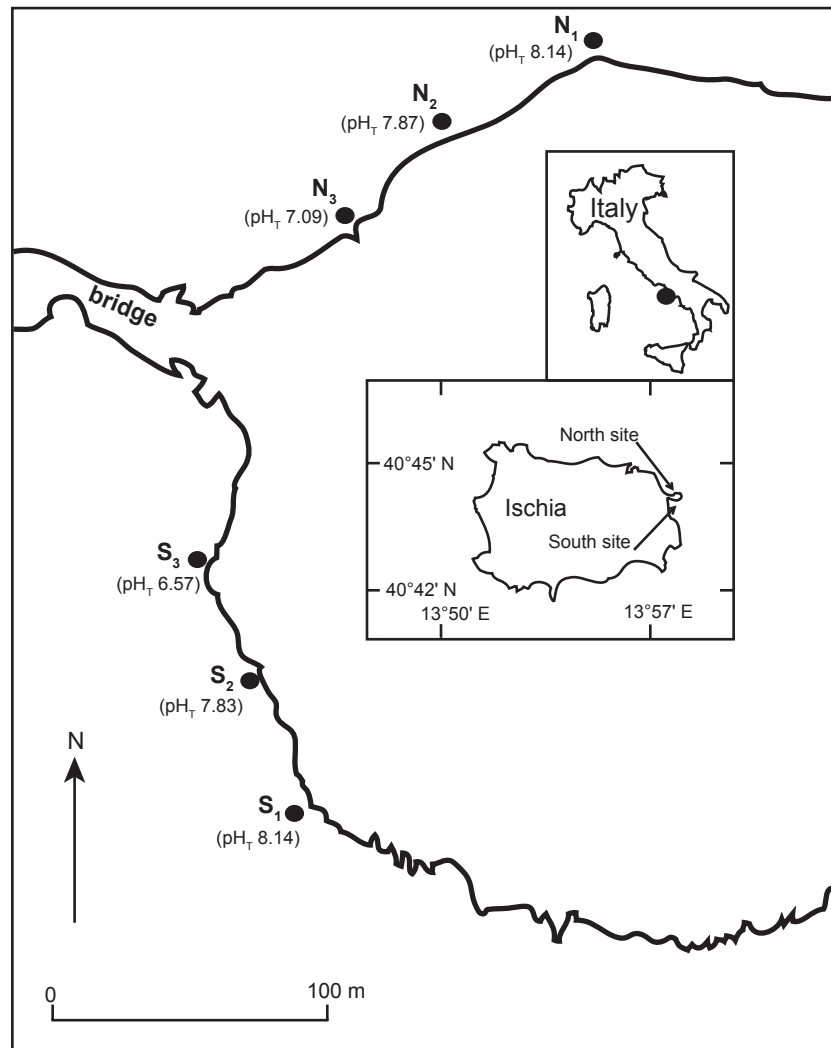 N₁
(pHT 8.14)
N₂
(pHT 7.87)
N₃
(pHT 7.09)
bridge
Italy
North site
40°45' N
Ischia
South site
40°42' N
13°50' E
13°57' E
S₃
(pHT 6.57)
S₂
(pHT 7.83)
S₁
(pHT 8.14)
N
0
100 m